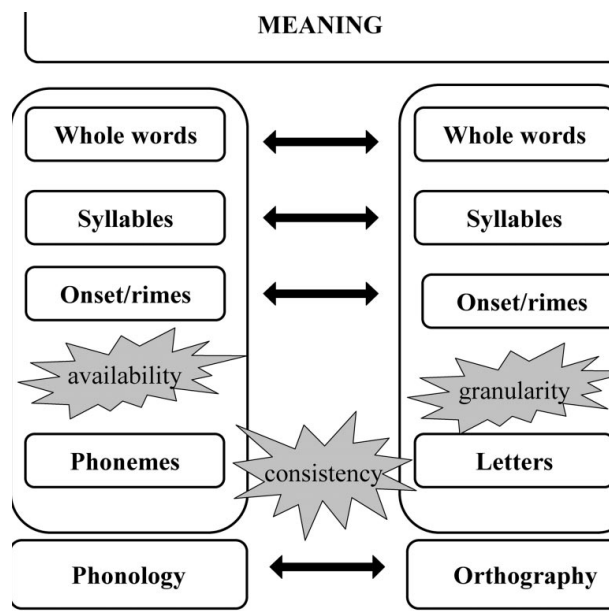 MEANING
Whole words
Whole words
Syllables
Syllables
Onset/rimes
Onset/rimes
availability
granularity
Phonemes
consistency
Letters
Phonology
Orthography